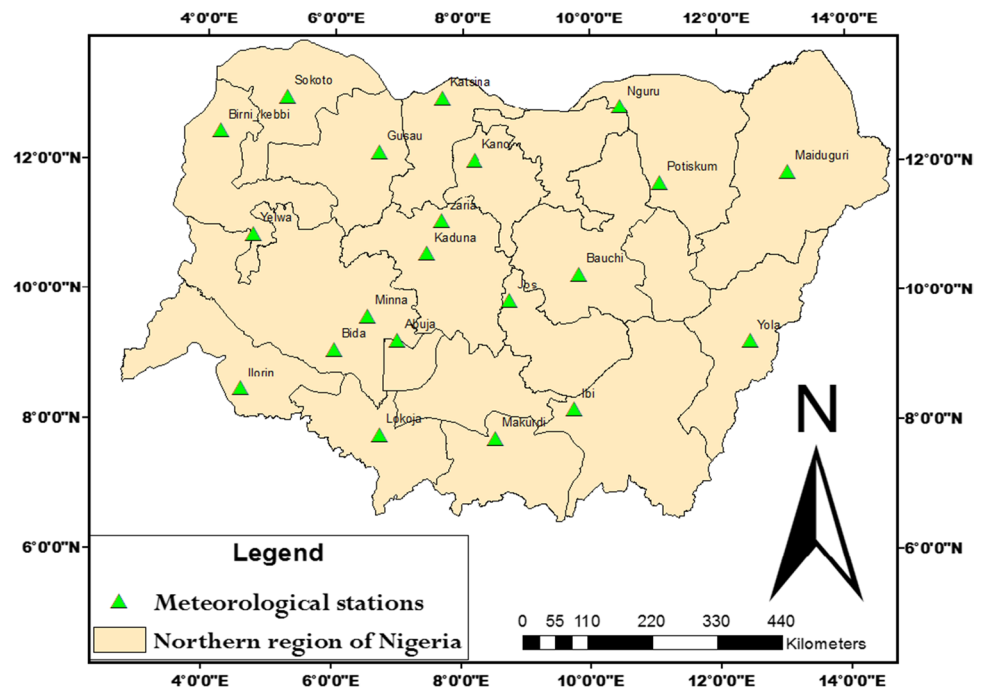 4°0'0"E 6°0'0"E 8°0'0"E 10°0'0"E 12°0'0"E 14°0'0"E
Sokoto
Katsina
Nguru
Birni_kebbi
Gusau
Kano
12°0'0"N 12°0'0"N
Maiduguri
Potiskum
Zaria
Yelwa
Kaduna
Bauchi
10°0'0"N 10°0'0"N
Jos
Minna
Abuja
Yola
Bida
Ilorin
Ibi
N
8°0'0"N 8°0'0"N
Lokoja
Makurdi
6°0'0"N 6°0'0"N
Legend
Meteorological stations
Northern region of Nigeria
0 55 110 220 330 440
Kilometers
4°0'0"E 6°0'0"E 8°0'0"E 10°0'0"E 12°0'0"E 14°0'0"E